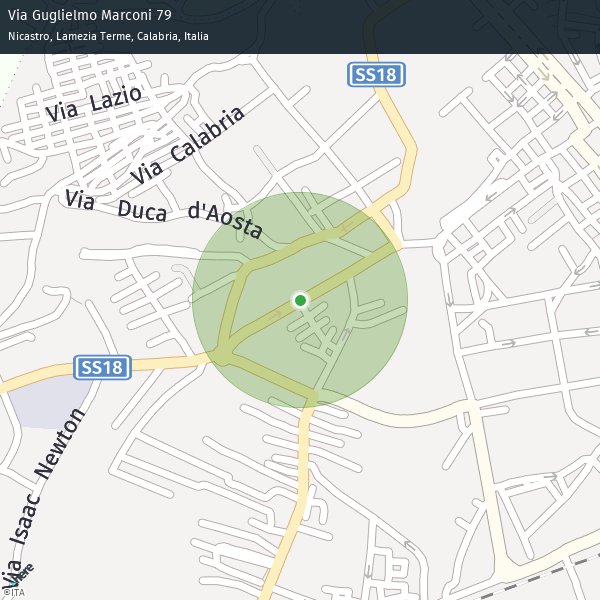 Via Guglielmo Marconi 79
Nicastro, Lamezia Terme, Calabria, Italia
SS18
Via Lazio
Via Calabria
Via Duca d'Aosta
SS18
Via Isaac Newton
here